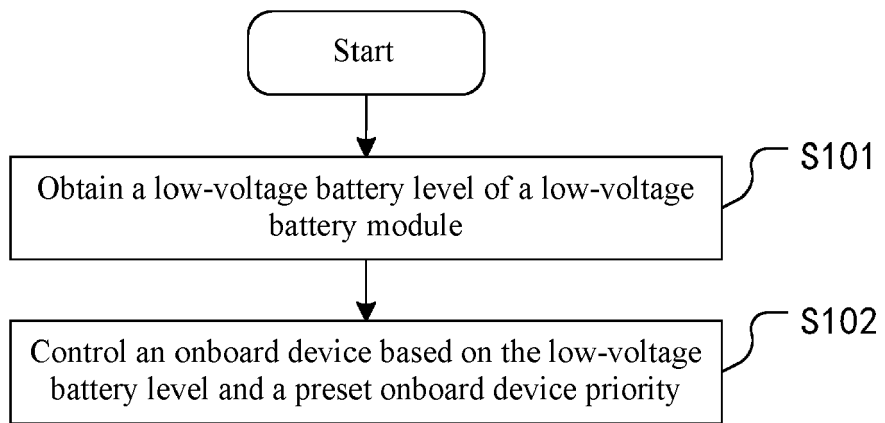 Start
S101
Obtain a low-voltage battery level of a low-voltage
battery module
S102
Control an onboard device based on the low-voltage
battery level and a preset onboard device priority